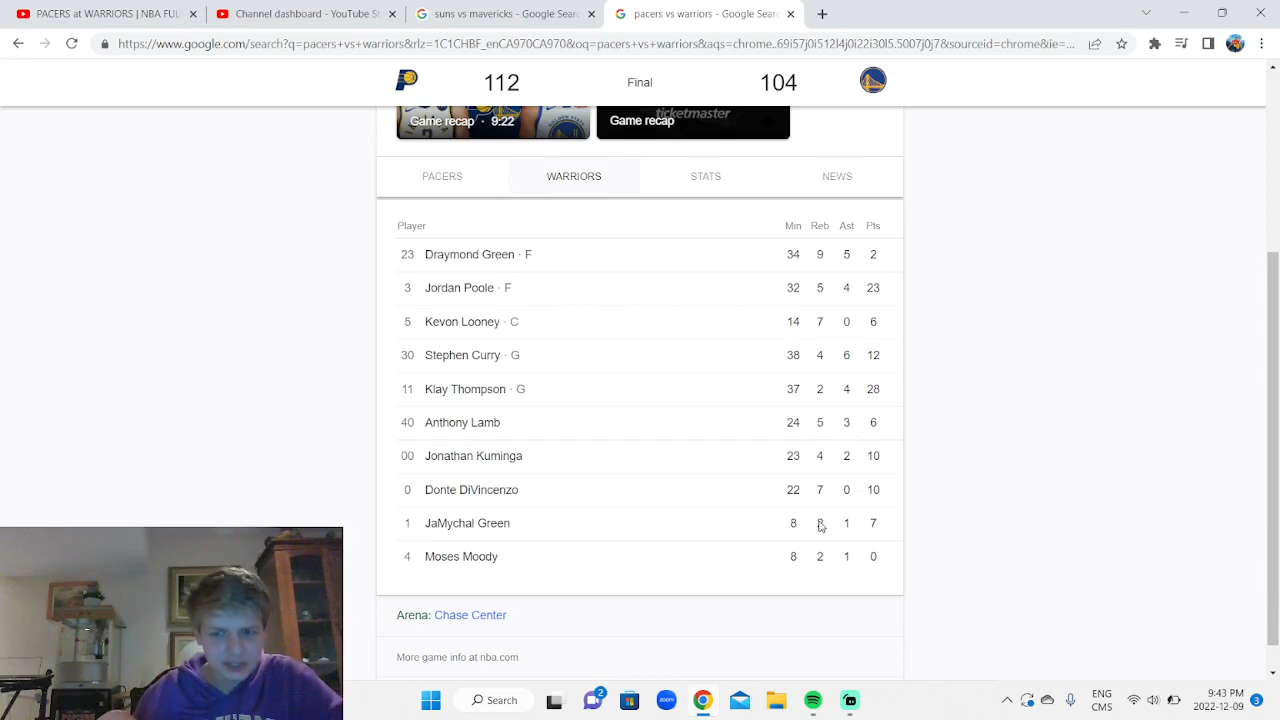 PACERS at WARRIORS | NBA FUL
Channel dashboard - YouTube St
suns vs mavericks - Google Sear
pacers vs warriors - Google Sear
https://www.google.com/search?q=pacers+vs+warriors&rlz=1C1CHBF_enCA970CA970&oq=pacers+vs+warriors&aqs=chrome..69i57j0i512l4j0i22i30l5.5007j0j7&sourceid=chrome&ie=...
112 Final 104
ticketmaster
Game recap · 9:22 Game recap
PACERS WARRIORS STATS NEWS
Player Min Reb Ast Pts
23 Draymond Green · F 34 9 5 2
3 Jordan Poole · F 32 5 4 23
5 Kevon Looney · C 14 7 0 6
30 Stephen Curry · G 38 4 6 12
11 Klay Thompson · G 37 2 4 28
40 Anthony Lamb 24 5 3 6
00 Jonathan Kuminga 23 4 2 10
0 Donte DiVincenzo 22 7 0 10
1 JaMychal Green 8 1 7
4 Moses Moody 8 2 1 0
Arena: Chase Center
More game info at nba.com
Search
2
zoom
ENG
CMS
9:43 PM
2022-12-09
3